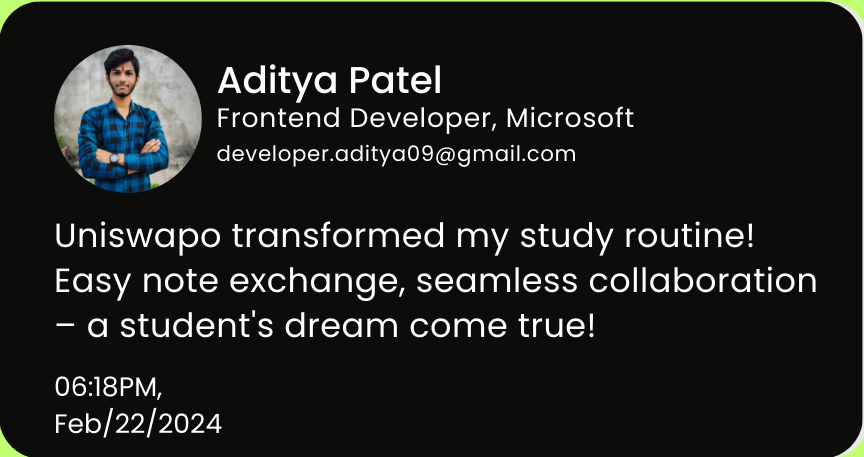 Aditya Patel
Frontend Developer, Microsoft
developer.aditya09@gmail.com
Uniswapo transformed my study routine!
Easy note exchange, seamless collaboration
– a student's dream come true!
06:18PM,
Feb/22/2024